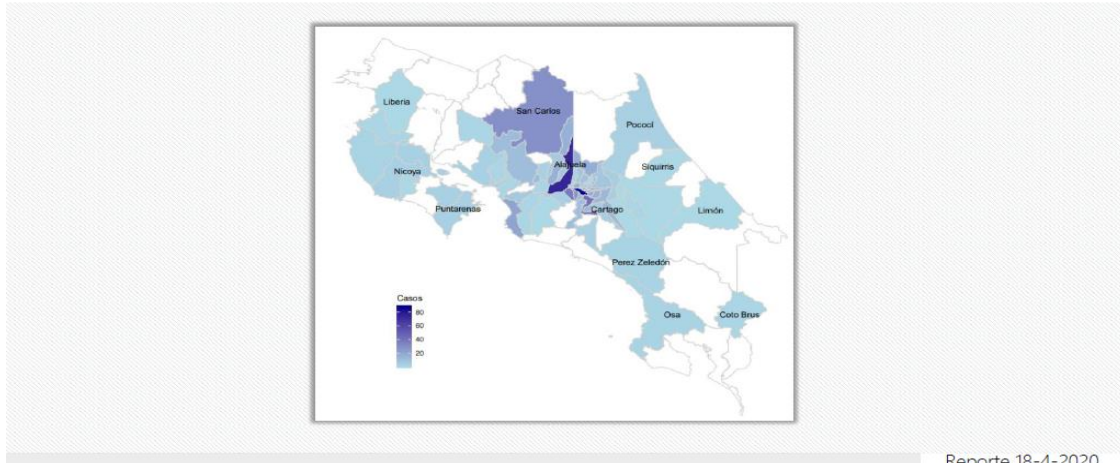 Liberia
San Carlos
Pococí
Alajuela
Siquirris
Nicoya
Puntarenas
Cartago
Limón
Perez Zeledón
Casos
80
60
40
20
Osa
Coto Brus
Reporte 18-4-2020